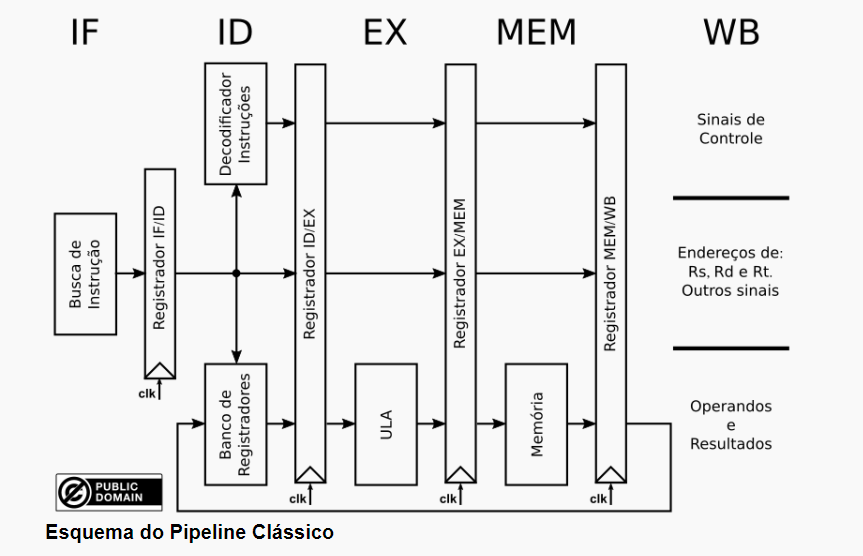 IF
ID
EX
MEM
WB
Busca de
Instrução
Registrador IF/ID
clk
Decodificador
Instruções
Banco de
Registradores
Registrador ID/EX
clk
ULA
Registrador EX/MEM
clk
Memória
Registrador MEM/WB
clk
Sinais de
Controle
Endereços de:
Rs, Rd e Rt.
Outros sinais
Operandos
e
Resultados
PUBLIC
DOMAIN
Esquema do Pipeline Clássico